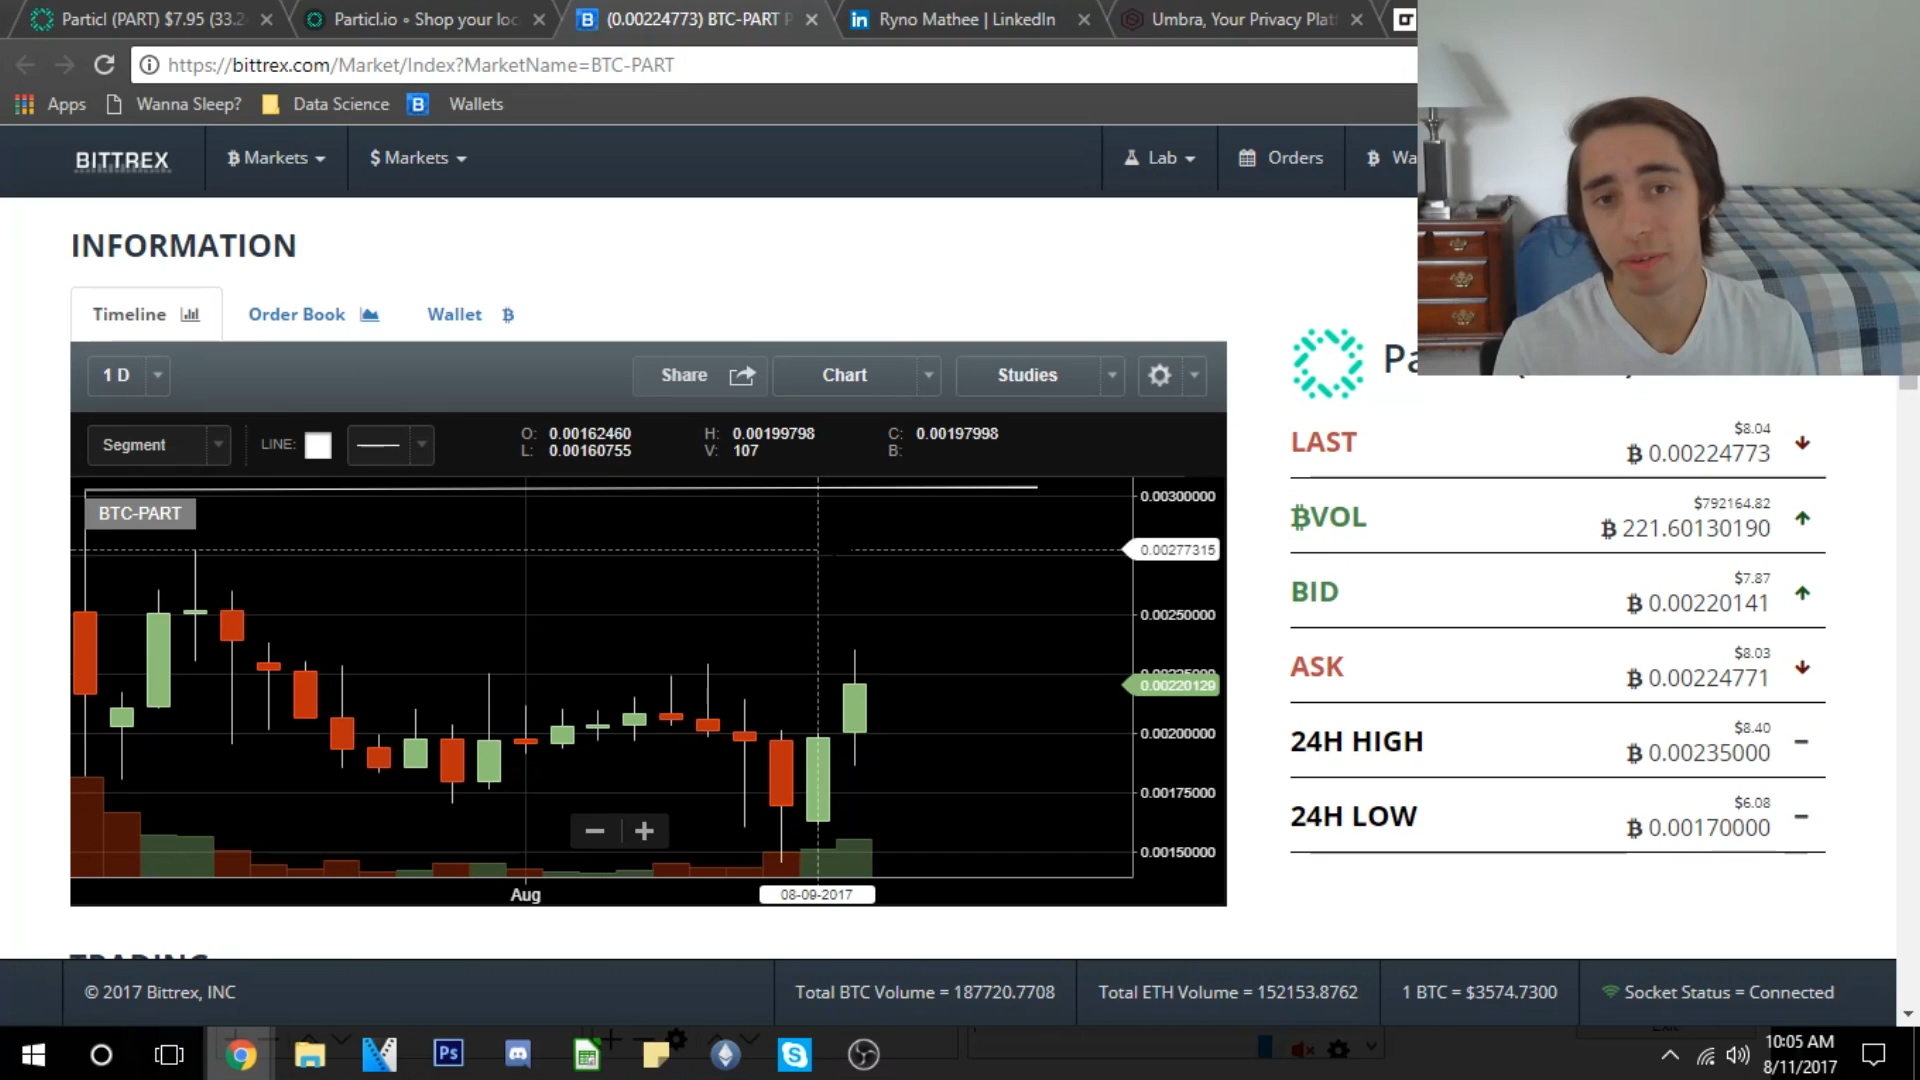 Particl (PART) $7.95 (33.2
Particl.io • Shop your loc
(0.00224773) BTC-PART P
Ryno Mathee | LinkedIn
Umbra, Your Privacy Plat
https://bittrex.com/Market/Index?MarketName=BTC-PART
Apps
Wanna Sleep?
Data Science
Wallets
BITTREX
Markets
$ Markets
Lab
Orders
Wa
INFORMATION
Timeline
Order Book
Wallet
1 D
Share
Chart
Studies
Segment
LINE:
O: 0.00162460
H: 0.00199798
C: 0.00197998
L: 0.00160755
V: 107
B:
BTC-PART
0.00300000
0.00277315
0.00250000
0.00220129
0.00200000
0.00175000
0.00150000
Aug
08-09-2017
Pa
LAST
$8.04
0.00224773
VOL
$792164.82
221.60130190
BID
$7.87
0.00220141
ASK
$8.03
0.00224771
24H HIGH
$8.40
0.00235000
24H LOW
$6.08
0.00170000
© 2017 Bittrex, INC
Total BTC Volume = 187720.7708
Total ETH Volume = 152153.8762
1 BTC = $3574.7300
Socket Status = Connected
Ps
10:05 AM
8/11/2017